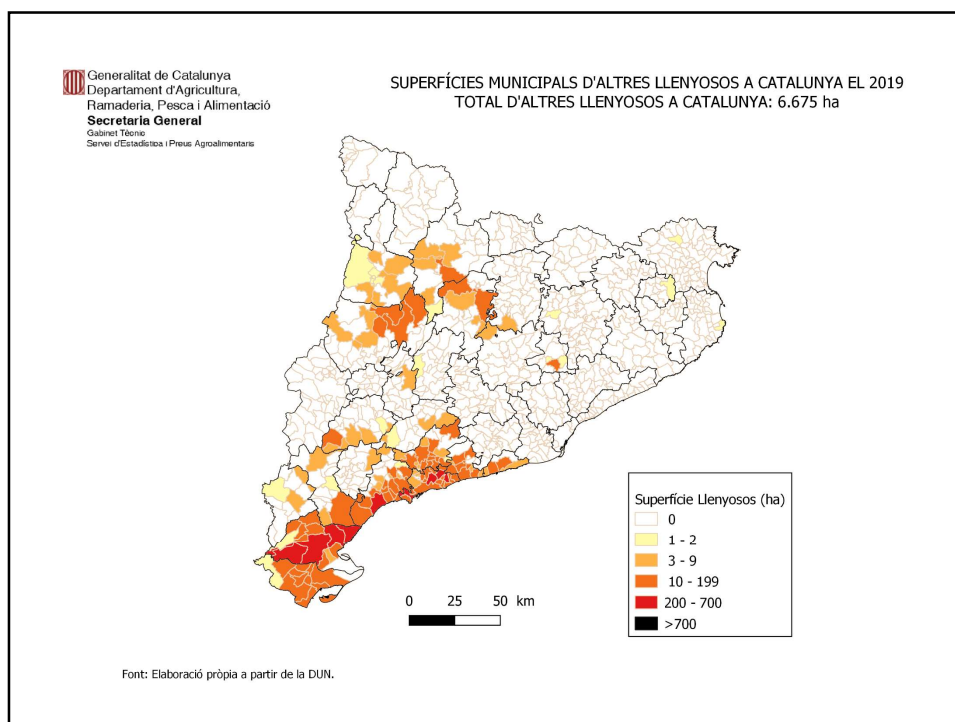 Generalitat de Catalunya
Departament d'Agricultura,
Ramaderia, Pesca i Alimentació
Secretaria General
Gabinet Tècnic
Servei d'Estadística i Preus Agroalimentaris
SUPERFÍCIES MUNICIPALS D'ALTRES LLENYOSOS A CATALUNYA EL 2019
TOTAL D'ALTRES LLENYOSOS A CATALUNYA: 6.675 ha
Superfície Llenyosos (ha)
0
1 - 2
3 - 9
10 - 199
200 - 700
>700
0 25 50 km
Font: Elaboració pròpia a partir de la DUN.